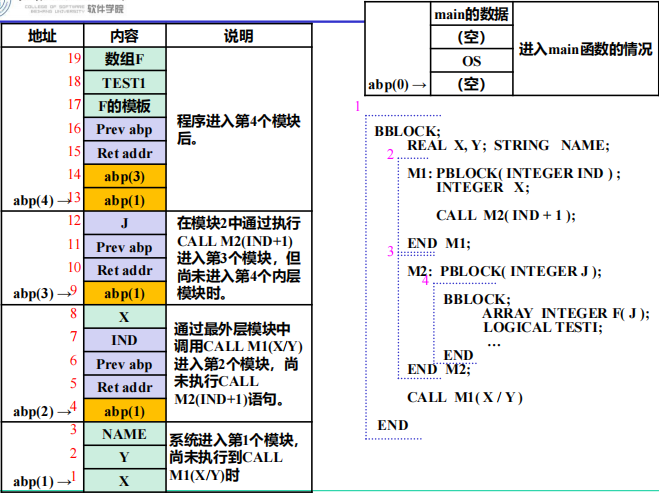 COLLEGE OF SOFTWARE
BEIHANG UNIVERSITY 软件学院
地址 内容 说明
19 数组F
18 TEST1
17 F的模板
16 Prev abp
15 Ret addr
14 abp(3)
abp(4) → 13 abp(1)
程序进入第4个模块
后。
12 J
11 Prev abp
10 Ret addr
abp(3) → 9 abp(1)
在模块2中通过执行
CALL M2(IND+1)
进入第3个模块，但
尚未进入第4个内层
模块时。
8 X
7 IND
6 Prev abp
5 Ret addr
abp(2) → 4 abp(1)
通过最外层模块中
调用CALL M1(X/Y)
进入第2个模块，尚
未执行CALL
M2(IND+1)语句。
3 NAME
2 Y
abp(1) → 1 X
系统进入第1个模块，
尚未执行到CALL
M1(X/Y)时
main的数据
（空）
OS
abp(0) → （空）
进入main函数的情况
1
BBLOCK;
REAL X, Y; STRING NAME;
2
M1: PBLOCK( INTEGER IND ) ;
INTEGER X;
CALL M2( IND + 1 );
END M1;
3
M2: PBLOCK( INTEGER J );
4
BBLOCK;
ARRAY INTEGER F( J );
LOGICAL TESTI;
…
END
END M2;
CALL M1( X / Y )
END